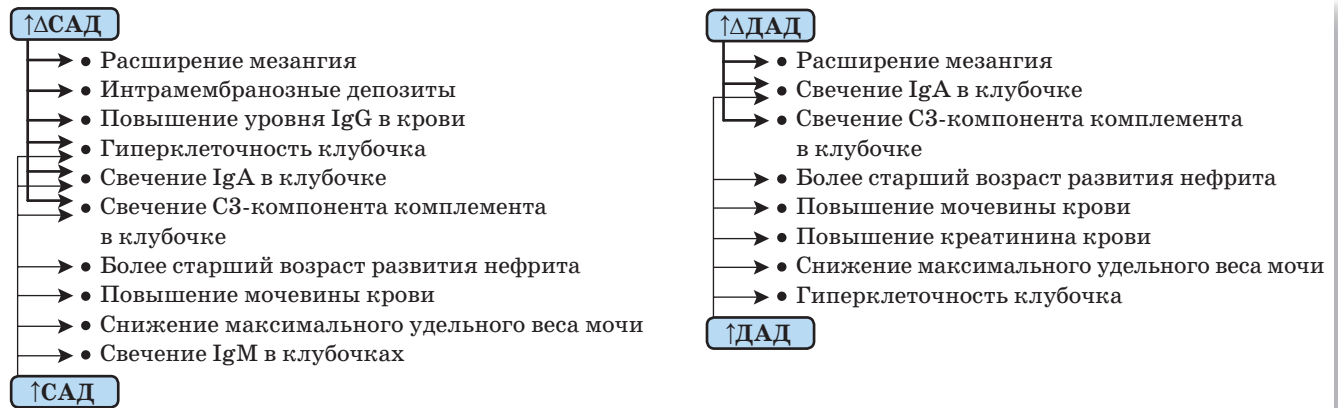 ↑∆САД
● Расширение мезангия
● Интрамембранозные депозиты
● Повышение уровня IgG в крови
● Гиперклеточность клубочка
● Свечение IgA в клубочке
● Свечение С3-компонента комплемента
в клубочке
● Более старший возраст развития нефрита
● Повышение мочевины крови
● Снижение максимального удельного веса мочи
● Свечение IgM в клубочках
↑САД
↑∆ДАД
● Расширение мезангия
● Свечение IgA в клубочке
● Свечение С3-компонента комплемента
в клубочке
● Более старший возраст развития нефрита
● Повышение мочевины крови
● Повышение креатинина крови
● Снижение максимального удельного веса мочи
● Гиперклеточность клубочка
↑ДАД